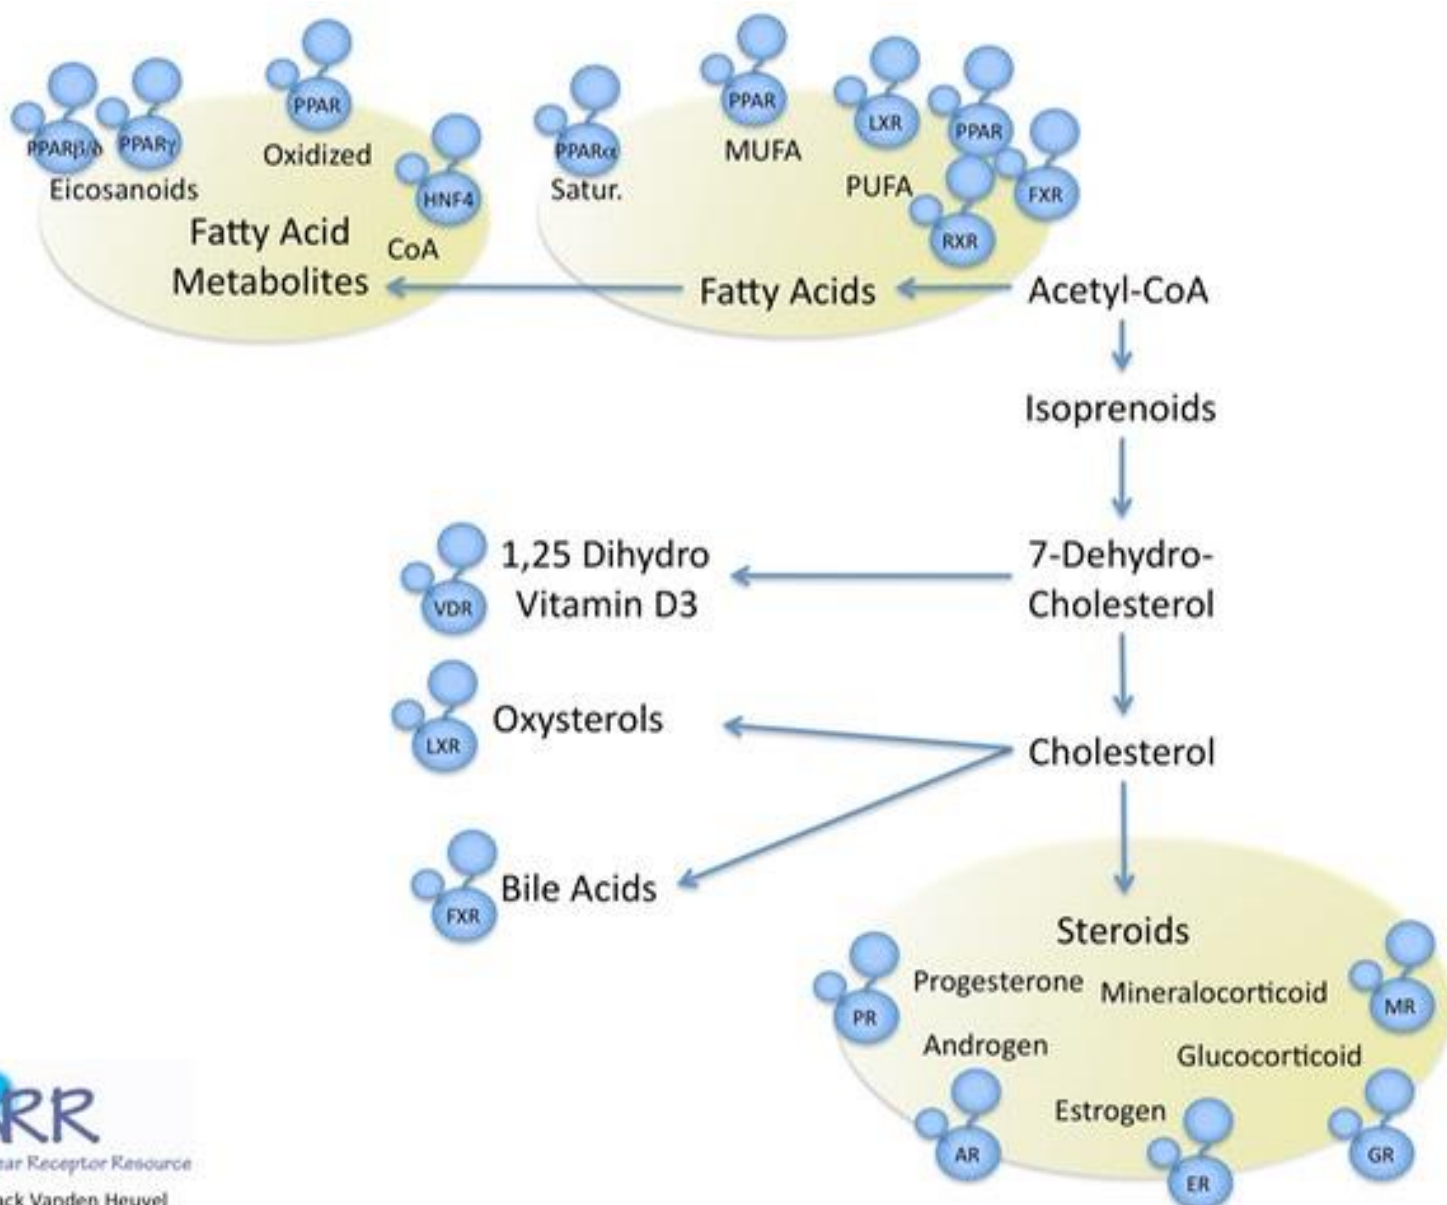 PPARβ/δ
PPARγ
Eicosanoids
PPAR
Oxidized
HNF4
CoA
Fatty Acid
Metabolites
PPARα
Satur.
PPAR
MUFA
LXR
PPAR
FXR
PUFA
RXR
Fatty Acids
Acetyl-CoA
Isoprenoids
VDR
1,25 Dihydro
Vitamin D3
7-Dehydro-
Cholesterol
LXR
Oxysterols
Cholesterol
FXR
Bile Acids
Steroids
PR
Progesterone
Mineralocorticoid
MR
Androgen
Glucocorticoid
AR
Estrogen
ER
GR
RR
ear Receptor Resource
ack Vanden Heuvel